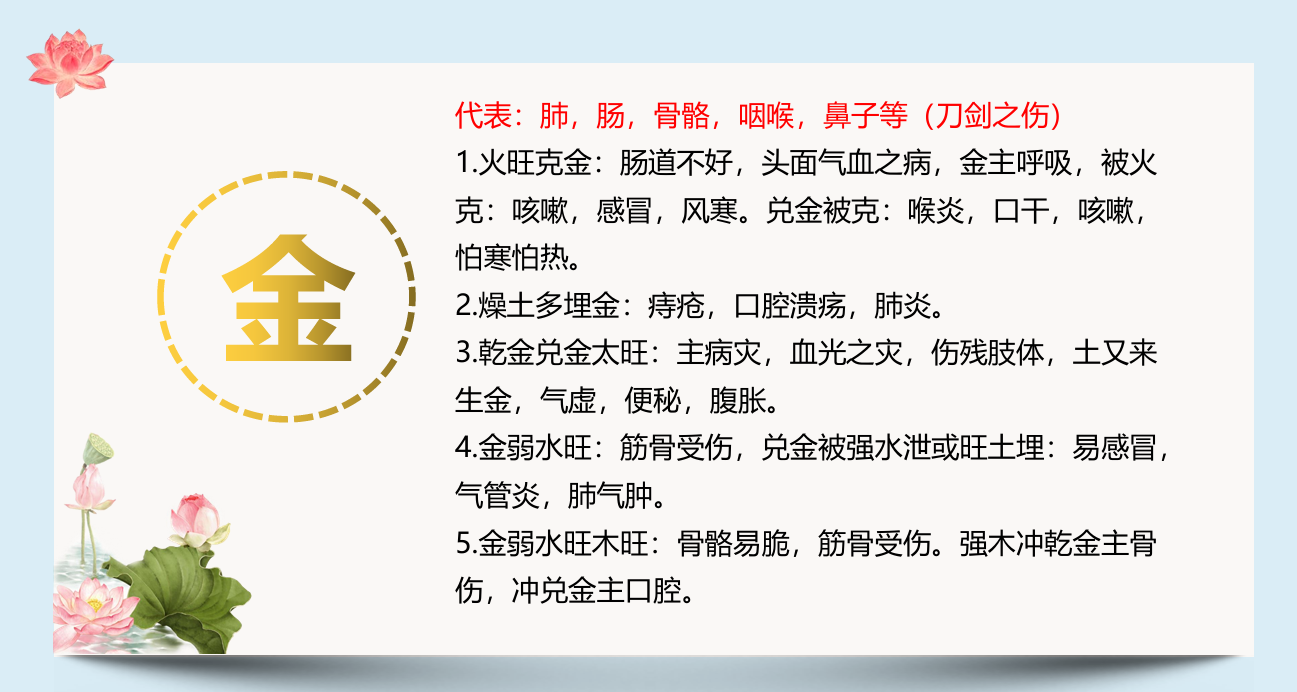 金
代表：肺，肠，骨骼，咽喉，鼻子等（刀剑之伤）
1.火旺克金：肠道不好，头面气血之病，金主呼吸，被火
克：咳嗽，感冒，风寒。兑金被克：喉炎，口干，咳嗽，
怕寒怕热。
2.燥土多埋金：痔疮，口腔溃疡，肺炎。
3.乾金兑金太旺：主病灾，血光之灾，伤残肢体，土又来
生金，气虚，便秘，腹胀。
4.金弱水旺：筋骨受伤，兑金被强水泄或旺土埋：易感冒，
气管炎，肺气肿。
5.金弱水旺木旺：骨骼易脆，筋骨受伤。强木冲乾金主骨
伤，冲兑金主口腔。